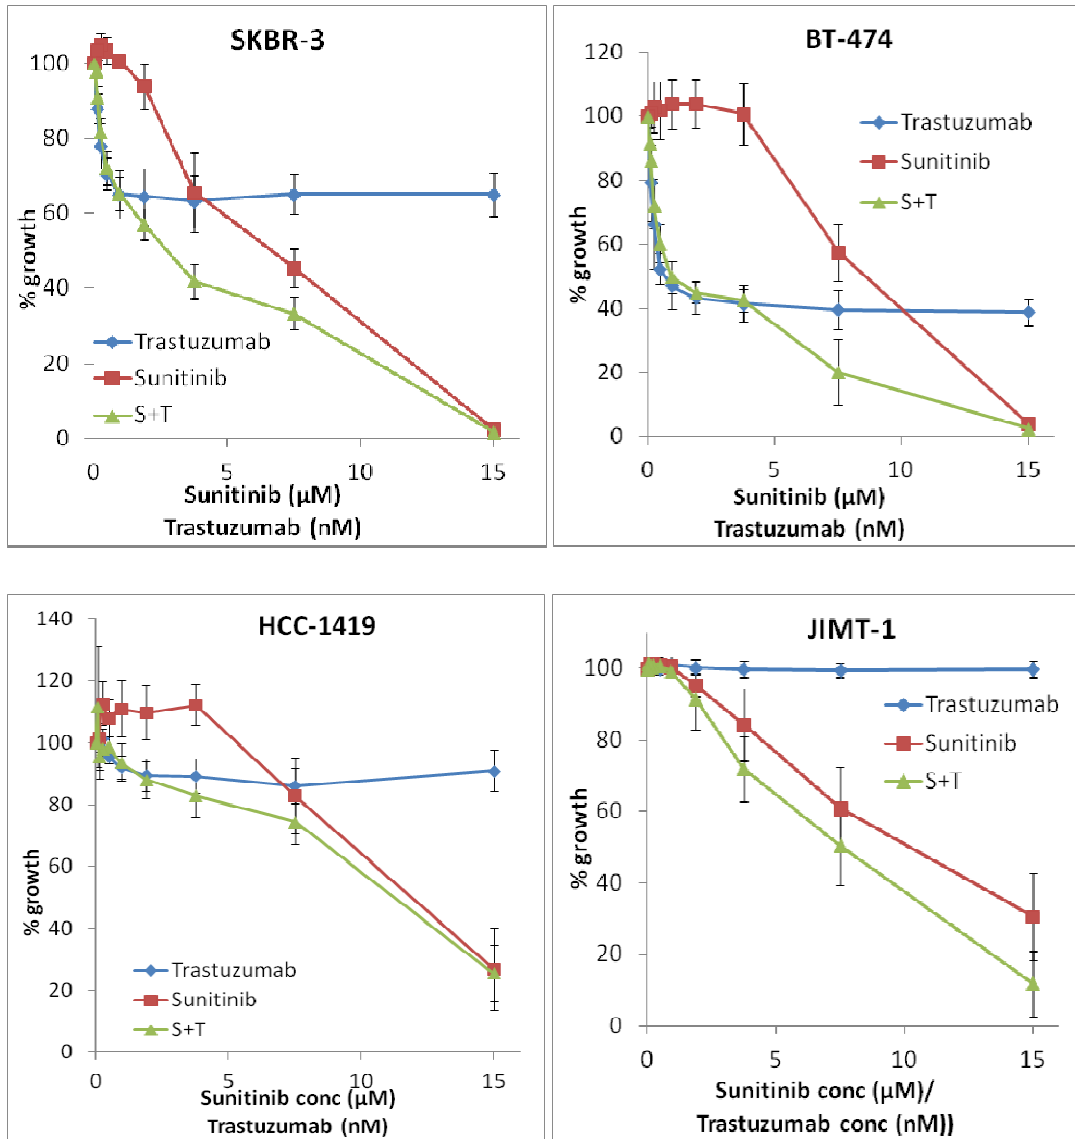 SKBR-3
100
80
60
40
20
0
% growth
Trastuzumab
Sunitinib
S+T
0 5 10 15
Sunitinib (µM)
Trastuzumab (nM)
BT-474
120
100
80
60
40
20
0
% growth
Trastuzumab
Sunitinib
S+T
0 5 10 15
Sunitinib (µM)
Trastuzumab (nM)
HCC-1419
140
120
100
80
60
40
20
0
% growth
Trastuzumab
Sunitinib
S+T
0 5 10 15
Sunitinib conc (µM)
Trastuzumab (nM)
JIMT-1
100
80
60
40
20
0
% growth
Trastuzumab
Sunitinib
S+T
0 5 10 15
Sunitinib conc (µM)/
Trastuzumab conc (nM))